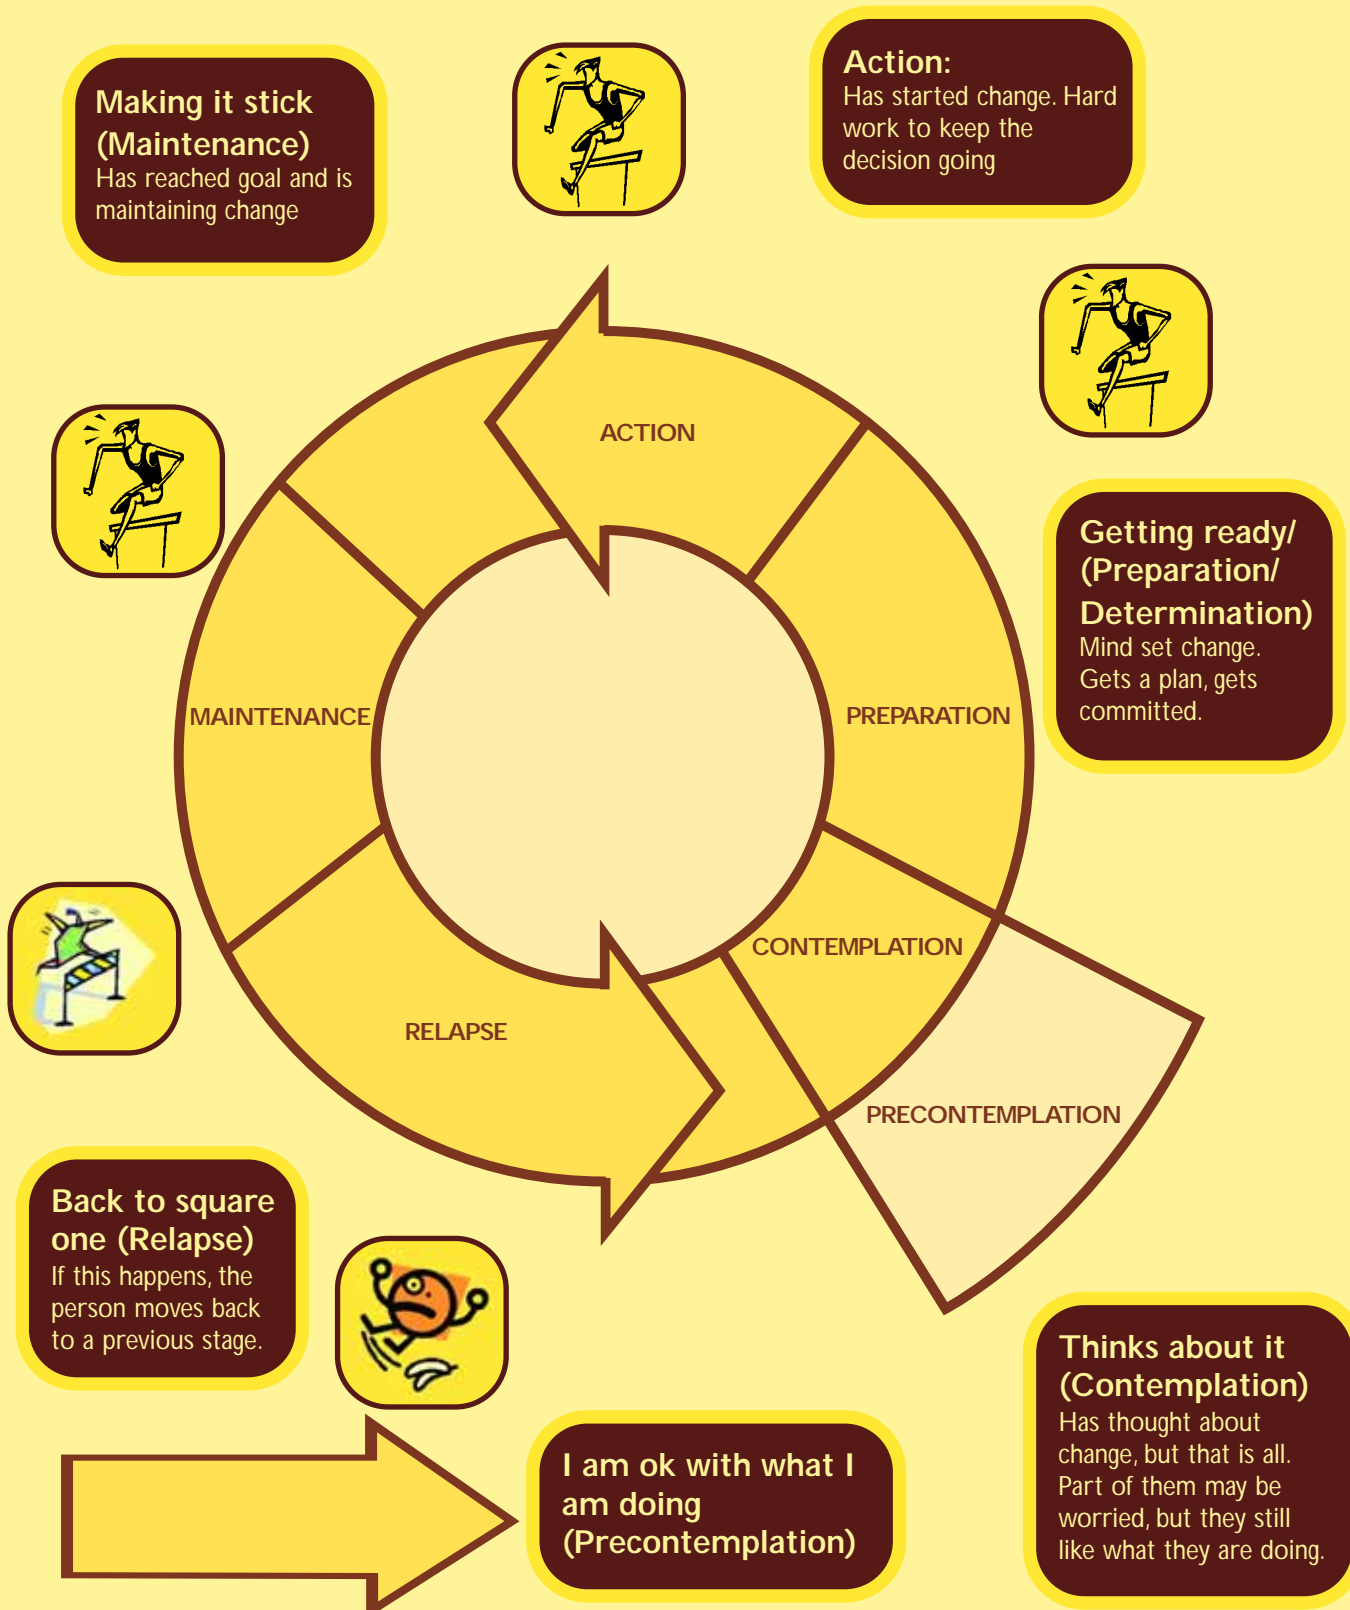 Making it stick
(Maintenance)
Has reached goal and is
maintaining change
Action:
Has started change. Hard
work to keep the
decision going
ACTION
Getting ready/
(Preparation/
Determination)
Mind set change.
Gets a plan, gets
committed.
MAINTENANCE
PREPARATION
CONTEMPLATION
RELAPSE
PRECONTEMPLATION
Back to square
one (Relapse)
If this happens, the
person moves back
to a previous stage.
Thinks about it
(Contemplation)
Has thought about
change, but that is all.
Part of them may be
worried, but they still
like what they are doing.
I am ok with what I
am doing
(Precontemplation)